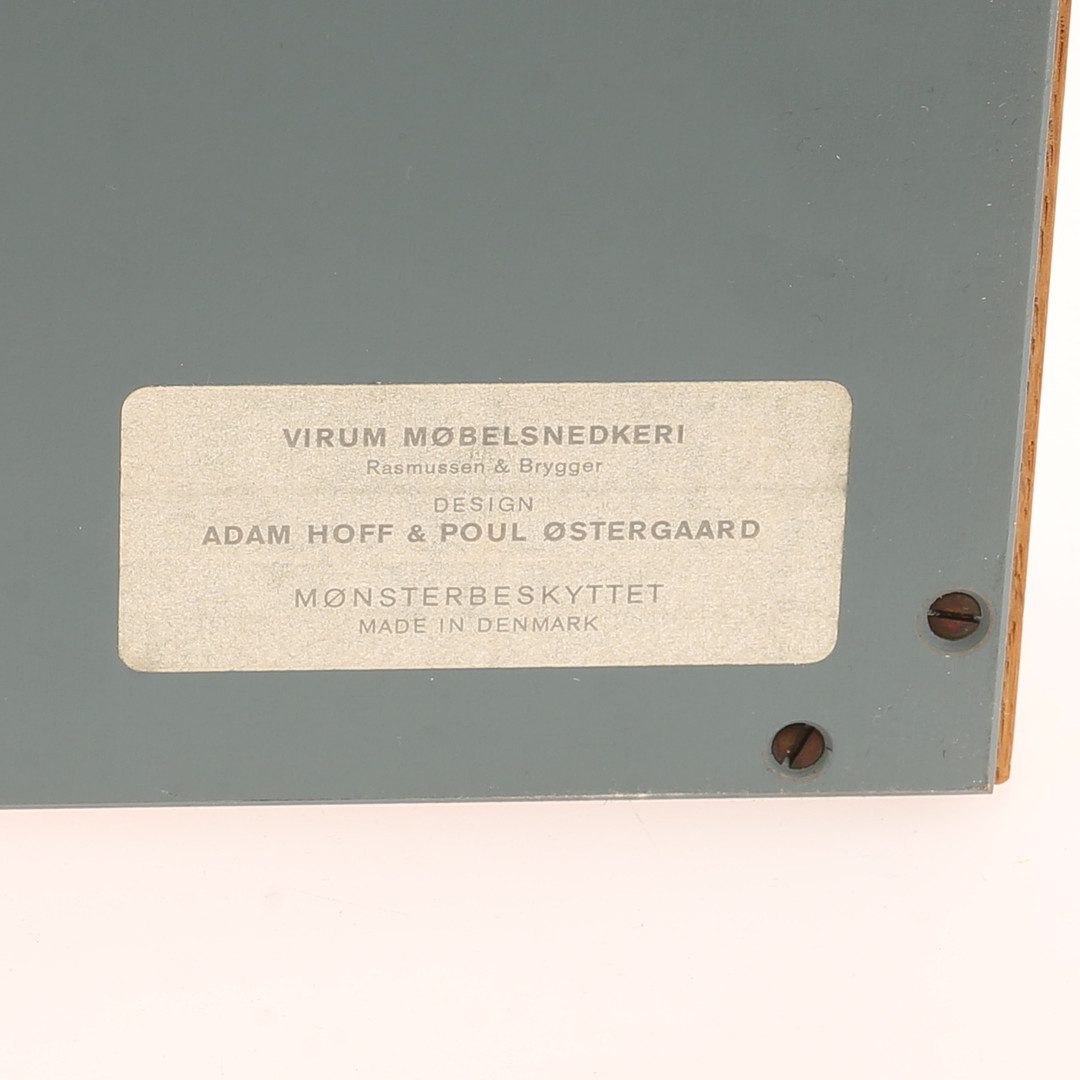 VIRUM MØBELSNEDKERI
Rasmussen & Brygger
DESIGN
ADAM HOFF & POUL ØSTERGAARD
MØNSTERBESKYTTET
MADE IN DENMARK